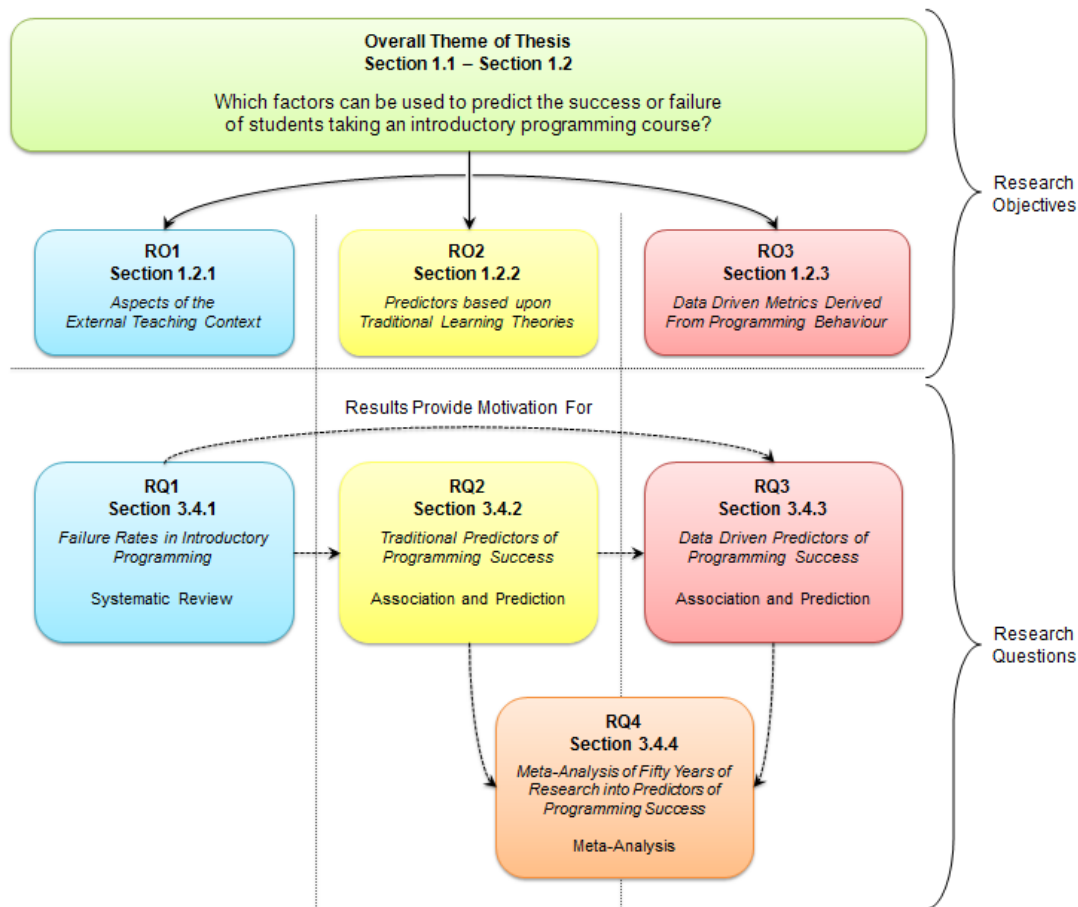 Overall Theme of Thesis
Section 1.1 – Section 1.2
Which factors can be used to predict the success or failure
of students taking an introductory programming course?
Research
Objectives
RO1
Section 1.2.1
Aspects of the
External Teaching Context
RO2
Section 1.2.2
Predictors based upon
Traditional Learning Theories
RO3
Section 1.2.3
Data Driven Metrics Derived
From Programming Behaviour
Results Provide Motivation For
RQ1
Section 3.4.1
Failure Rates in Introductory
Programming
Systematic Review
RQ2
Section 3.4.2
Traditional Predictors of
Programming Success
Association and Prediction
RQ3
Section 3.4.3
Data Driven Predictors of
Programming Success
Association and Prediction
Research
Questions
RQ4
Section 3.4.4
Meta-Analysis of Fifty Years of
Research into Predictors of
Programming Success
Meta-Analysis